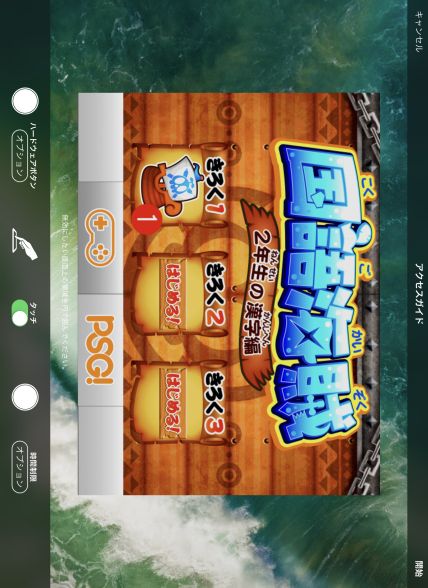 キャンセル
アクセスガイド
開始
こく ご かい ぞく
国語海賊
ねんせい かんじへん
2年生の漢字編
きろく1
きろく2
きろく3
はじめる!
はじめる!
1
PSG!
無効にしたい画面上の領域を円で囲んでください。
ハードウェアボタン
オプション
タッチ
時間制限
オプション